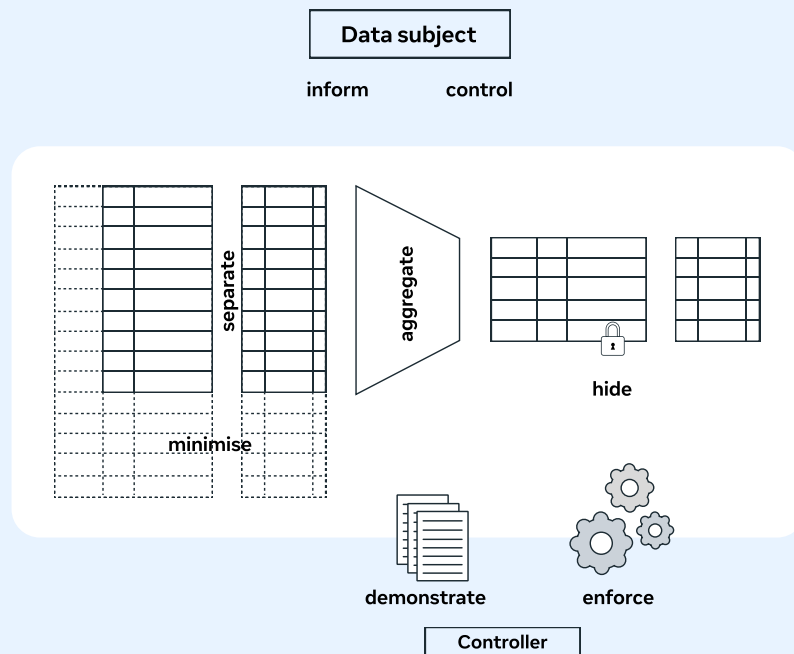 Data subject
inform
control
separate
aggregate
hide
minimise
demonstrate
enforce
Controller